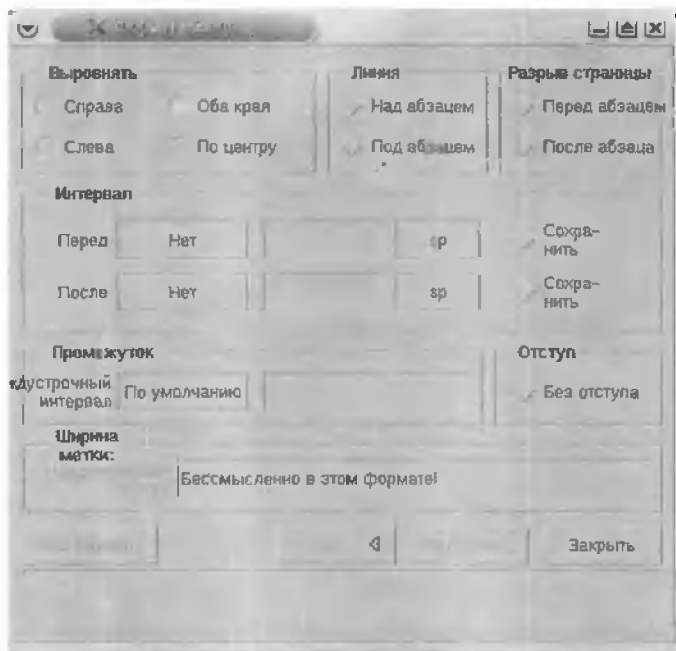 Выровнять
Линия
Разрыв страницы
Справа
Оба края
Над абзацем
Перед абзацем
Слева
По центру
Под абзацем
После абзаца
Интервал
Перед
Нет
sp
Сохра-
нить
После
Нет
sp
Сохра-
нить
Промежуток
Отступ
дустрочный
интервал
По умолчанию
Без отступа
Ширина
метки:
Бессмысленно в этом формате!
Закрыть